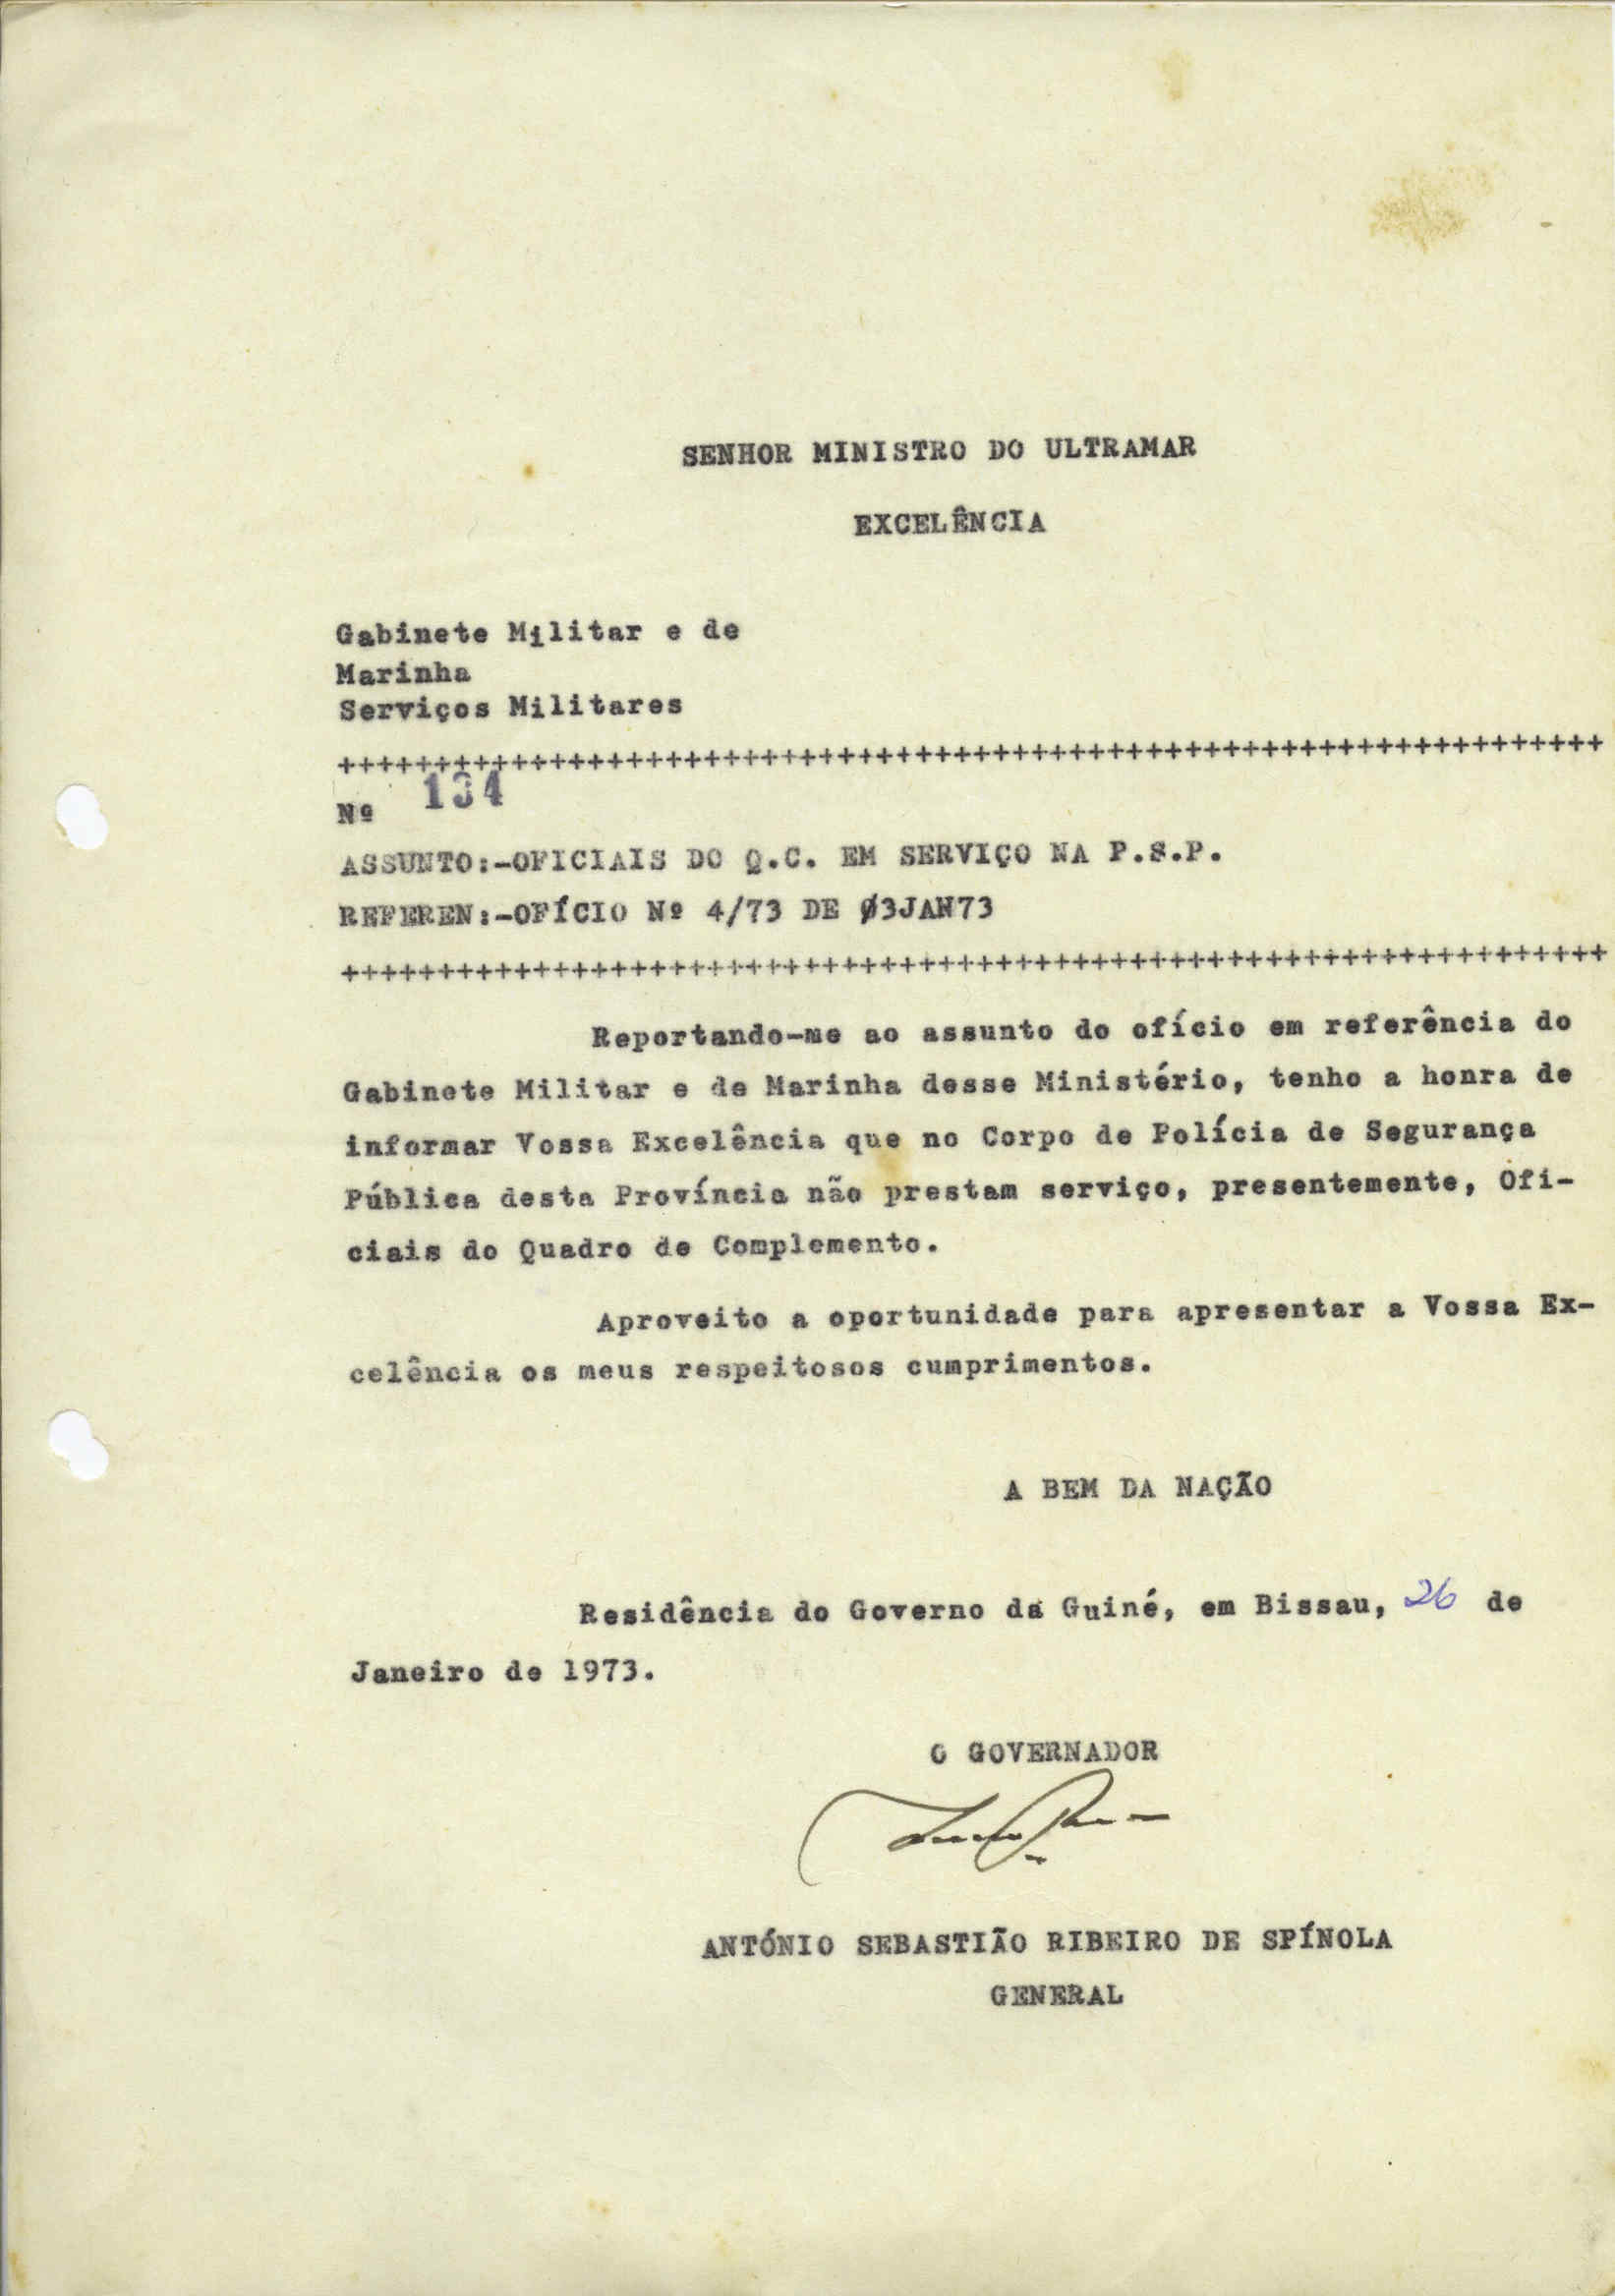 SENHOR MINISTRO DO ULTRAMAR
EXCELÊNCIA
Gabinete Militar e de
Marinha
Serviços Militares
++++++++++++++++++++++++++++++++++++++++++++++++++++++++++++++++++
Nº 134
ASSUNTO:-OFICIAIS DO Q.C. EM SERVIÇO NA P.S.P.
REFEREN:-OFÍCIO Nº 4/73 DE Ø3JAN73
++++++++++++++++++++++++++++++++++++++++++++++++++++++++++++++++++
Reportando-me ao assunto do ofício em referência do
Gabinete Militar e de Marinha desse Ministério, tenho a honra de
informar Vossa Excelência que no Corpo de Polícia de Segurança
Pública desta Província não prestam serviço, presentemente, Ofi-
ciais do Quadro de Complemento.
Aproveito a oportunidade para apresentar a Vossa Ex-
celência os meus respeitosos cumprimentos.
A BEM DA NAÇÃO
Residência do Governo da Guiné, em Bissau, 26 de
Janeiro de 1973.
O GOVERNADOR
ANTÓNIO SEBASTIÃO RIBEIRO DE SPÍNOLA
GENERAL